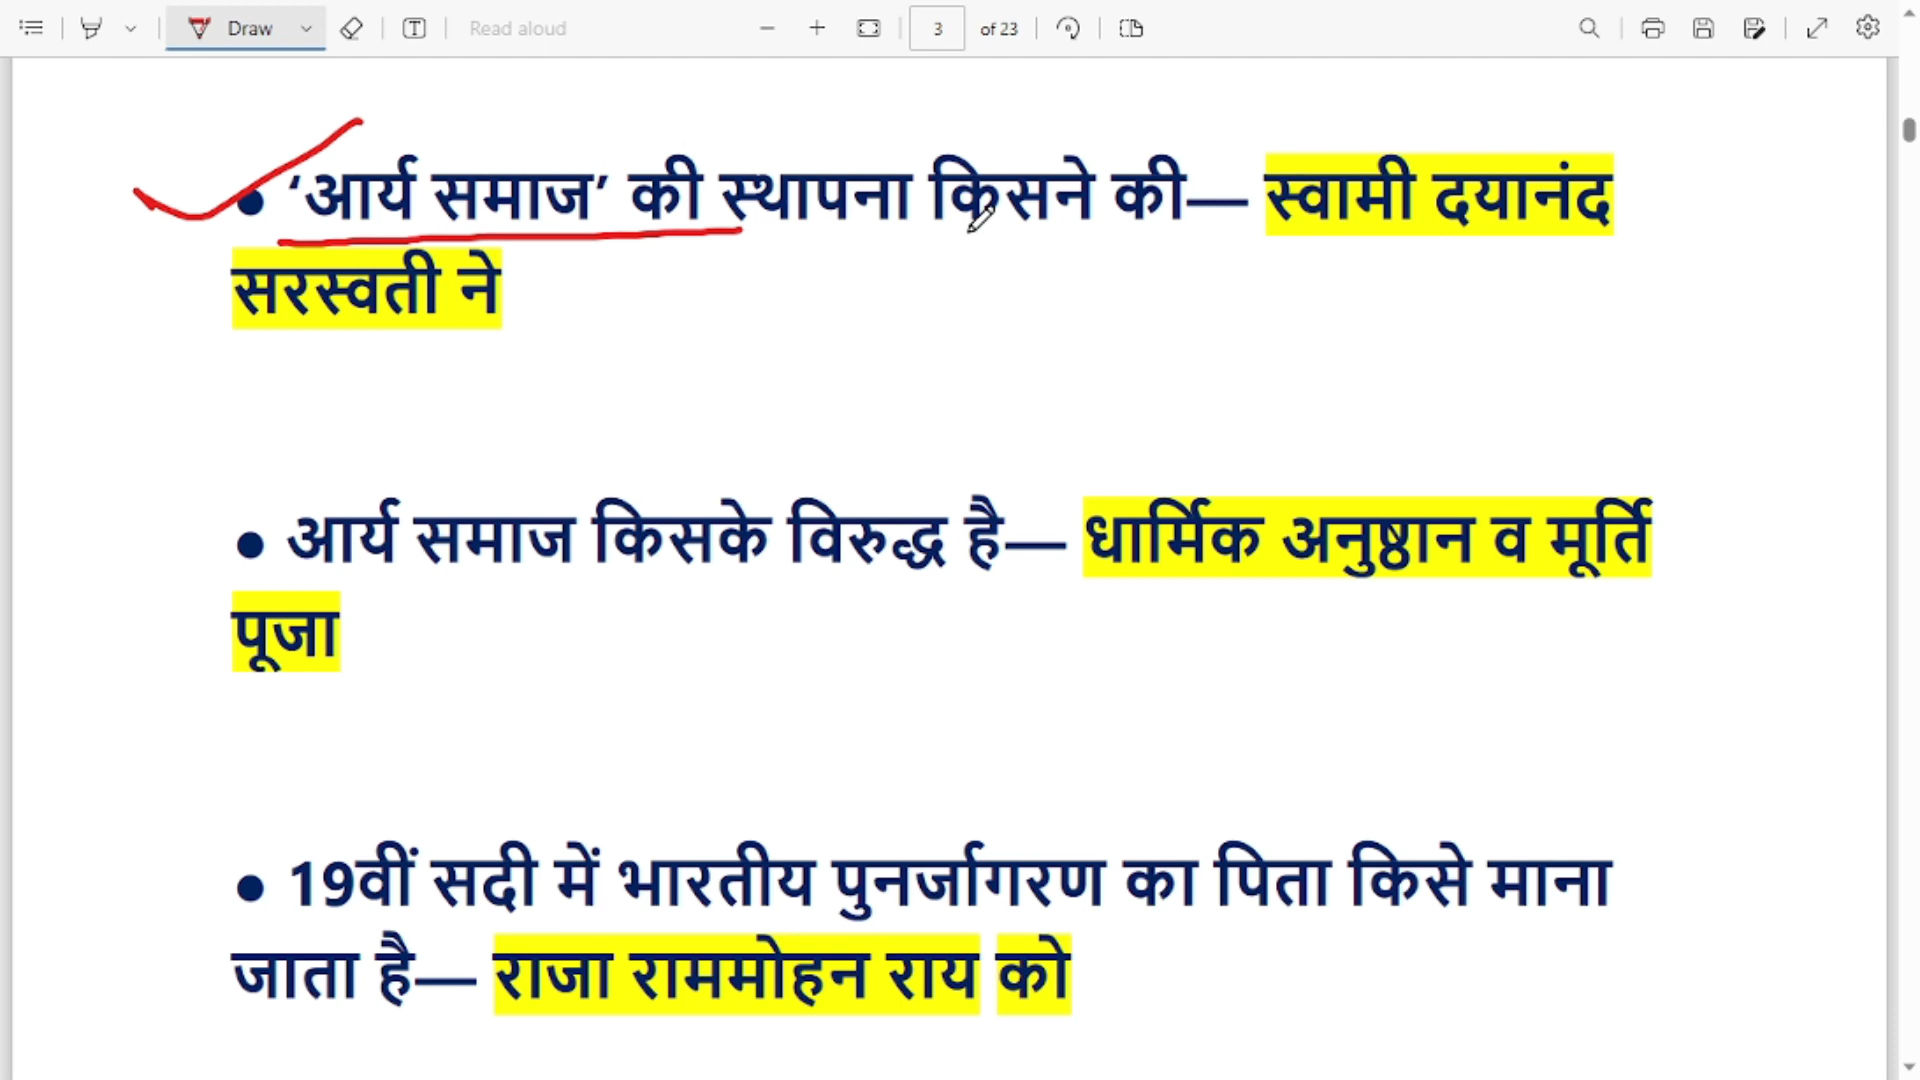 Draw
Read aloud
3
of 23
● ‘आर्य समाज’ की स्थापना किसने की— स्वामी दयानंद
सरस्वती ने
● आर्य समाज किसके विरुद्ध है— धार्मिक अनुष्ठान व मूर्ति
पूजा
● 19वीं सदी में भारतीय पुनर्जागरण का पिता किसे माना
जाता है— राजा राममोहन राय को